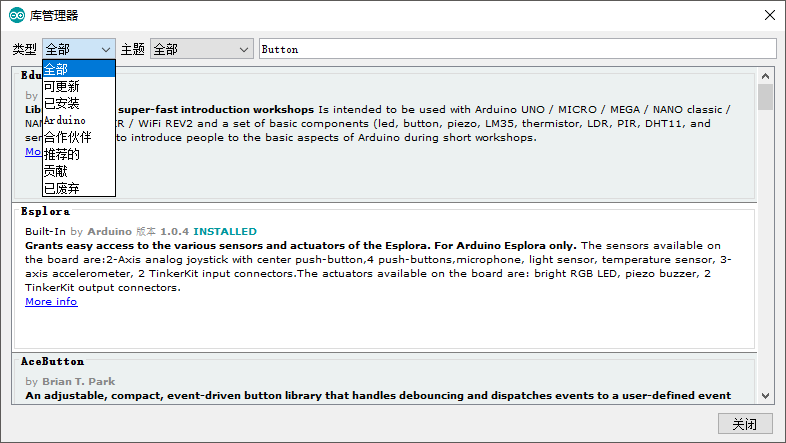 库管理器
类型 全部 主题 全部 Button
全部
可更新
已安装
Arduino
合作伙伴
推荐的
贡献
已废弃
Edu
by
Lib super-fast introduction workshops Is intended to be used with Arduino UNO / MICRO / MEGA / NANO classic /
NAN R / WiFi REV2 and a set of basic components (led, button, piezo, LM35, thermistor, LDR, PIR, DHT11, and
ser to introduce people to the basic aspects of Arduino during short workshops.
Mo
Esplora
Built-In by Arduino 版本 1.0.4 INSTALLED
Grants easy access to the various sensors and actuators of the Esplora. For Arduino Esplora only. The sensors available on
the board are:2-Axis analog joystick with center push-button,4 push-buttons,microphone, light sensor, temperature sensor, 3-
axis accelerometer, 2 TinkerKit input connectors.The actuators available on the board are: bright RGB LED, piezo buzzer, 2
TinkerKit output connectors.
More info
AceButton
by Brian T. Park
An adjustable, compact, event-driven button library that handles debouncing and dispatches events to a user-defined event
关闭